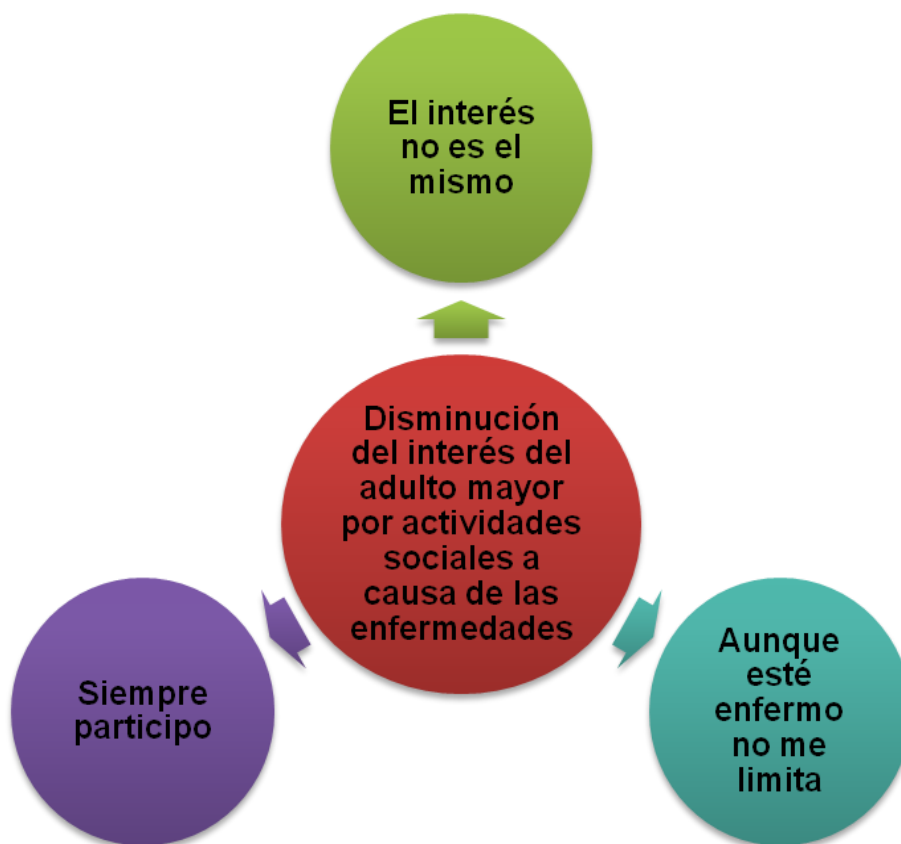 El interés
no es el
mismo
Disminución
del interés del
adulto mayor
por actividades
sociales a
causa de las
enfermedades
Siempre
participo
Aunque
esté
enfermo
no me
limita